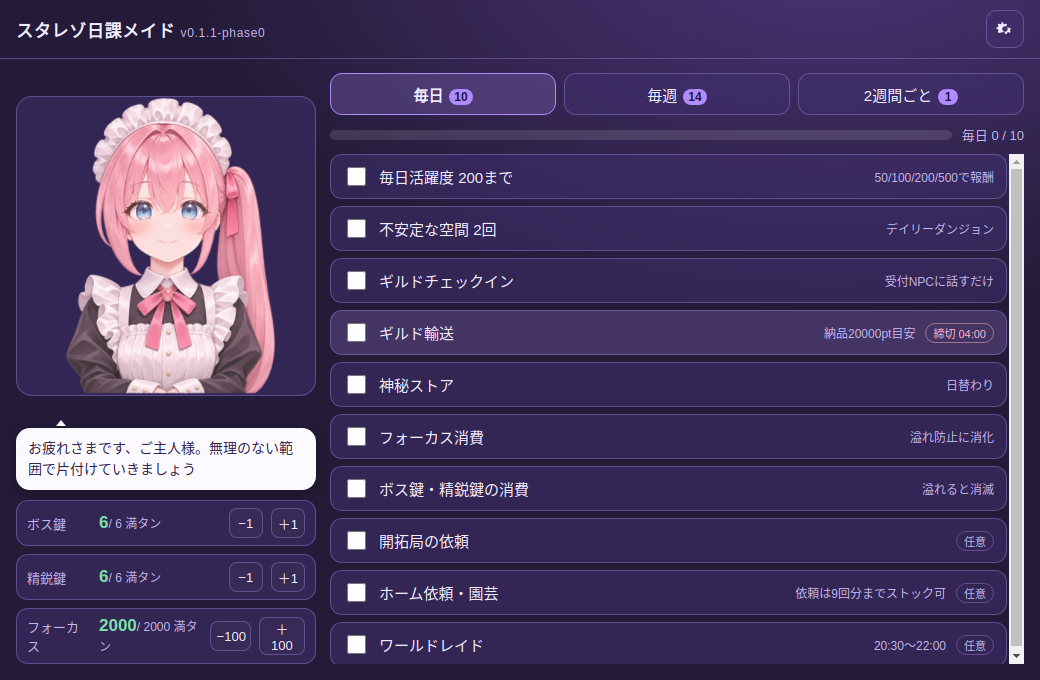 スタレゾ日課メイド v0.1.1-phase0
毎日 10
毎週 14
2週間ごと 1
毎日 0 / 10
お疲れさまです、ご主人様。無理のない範
囲で片付けていきましょう
ボス鍵 6/ 6 満タン −1 ＋1
精鋭鍵 6/ 6 満タン −1 ＋1
フォーカ
ス
2000/ 2000 満タ
ン
−100
＋
100
毎日活躍度 200まで 50/100/200/500で報酬
不安定な空間 2回 デイリーダンジョン
ギルドチェックイン 受付NPCに話すだけ
ギルド輸送 納品20000pt目安 締切 04:00
神秘ストア 日替わり
フォーカス消費 溢れ防止に消化
ボス鍵・精鋭鍵の消費 溢れると消滅
開拓局の依頼 任意
ホーム依頼・園芸 依頼は9回分までストック可 任意
ワールドレイド 20:30〜22:00 任意